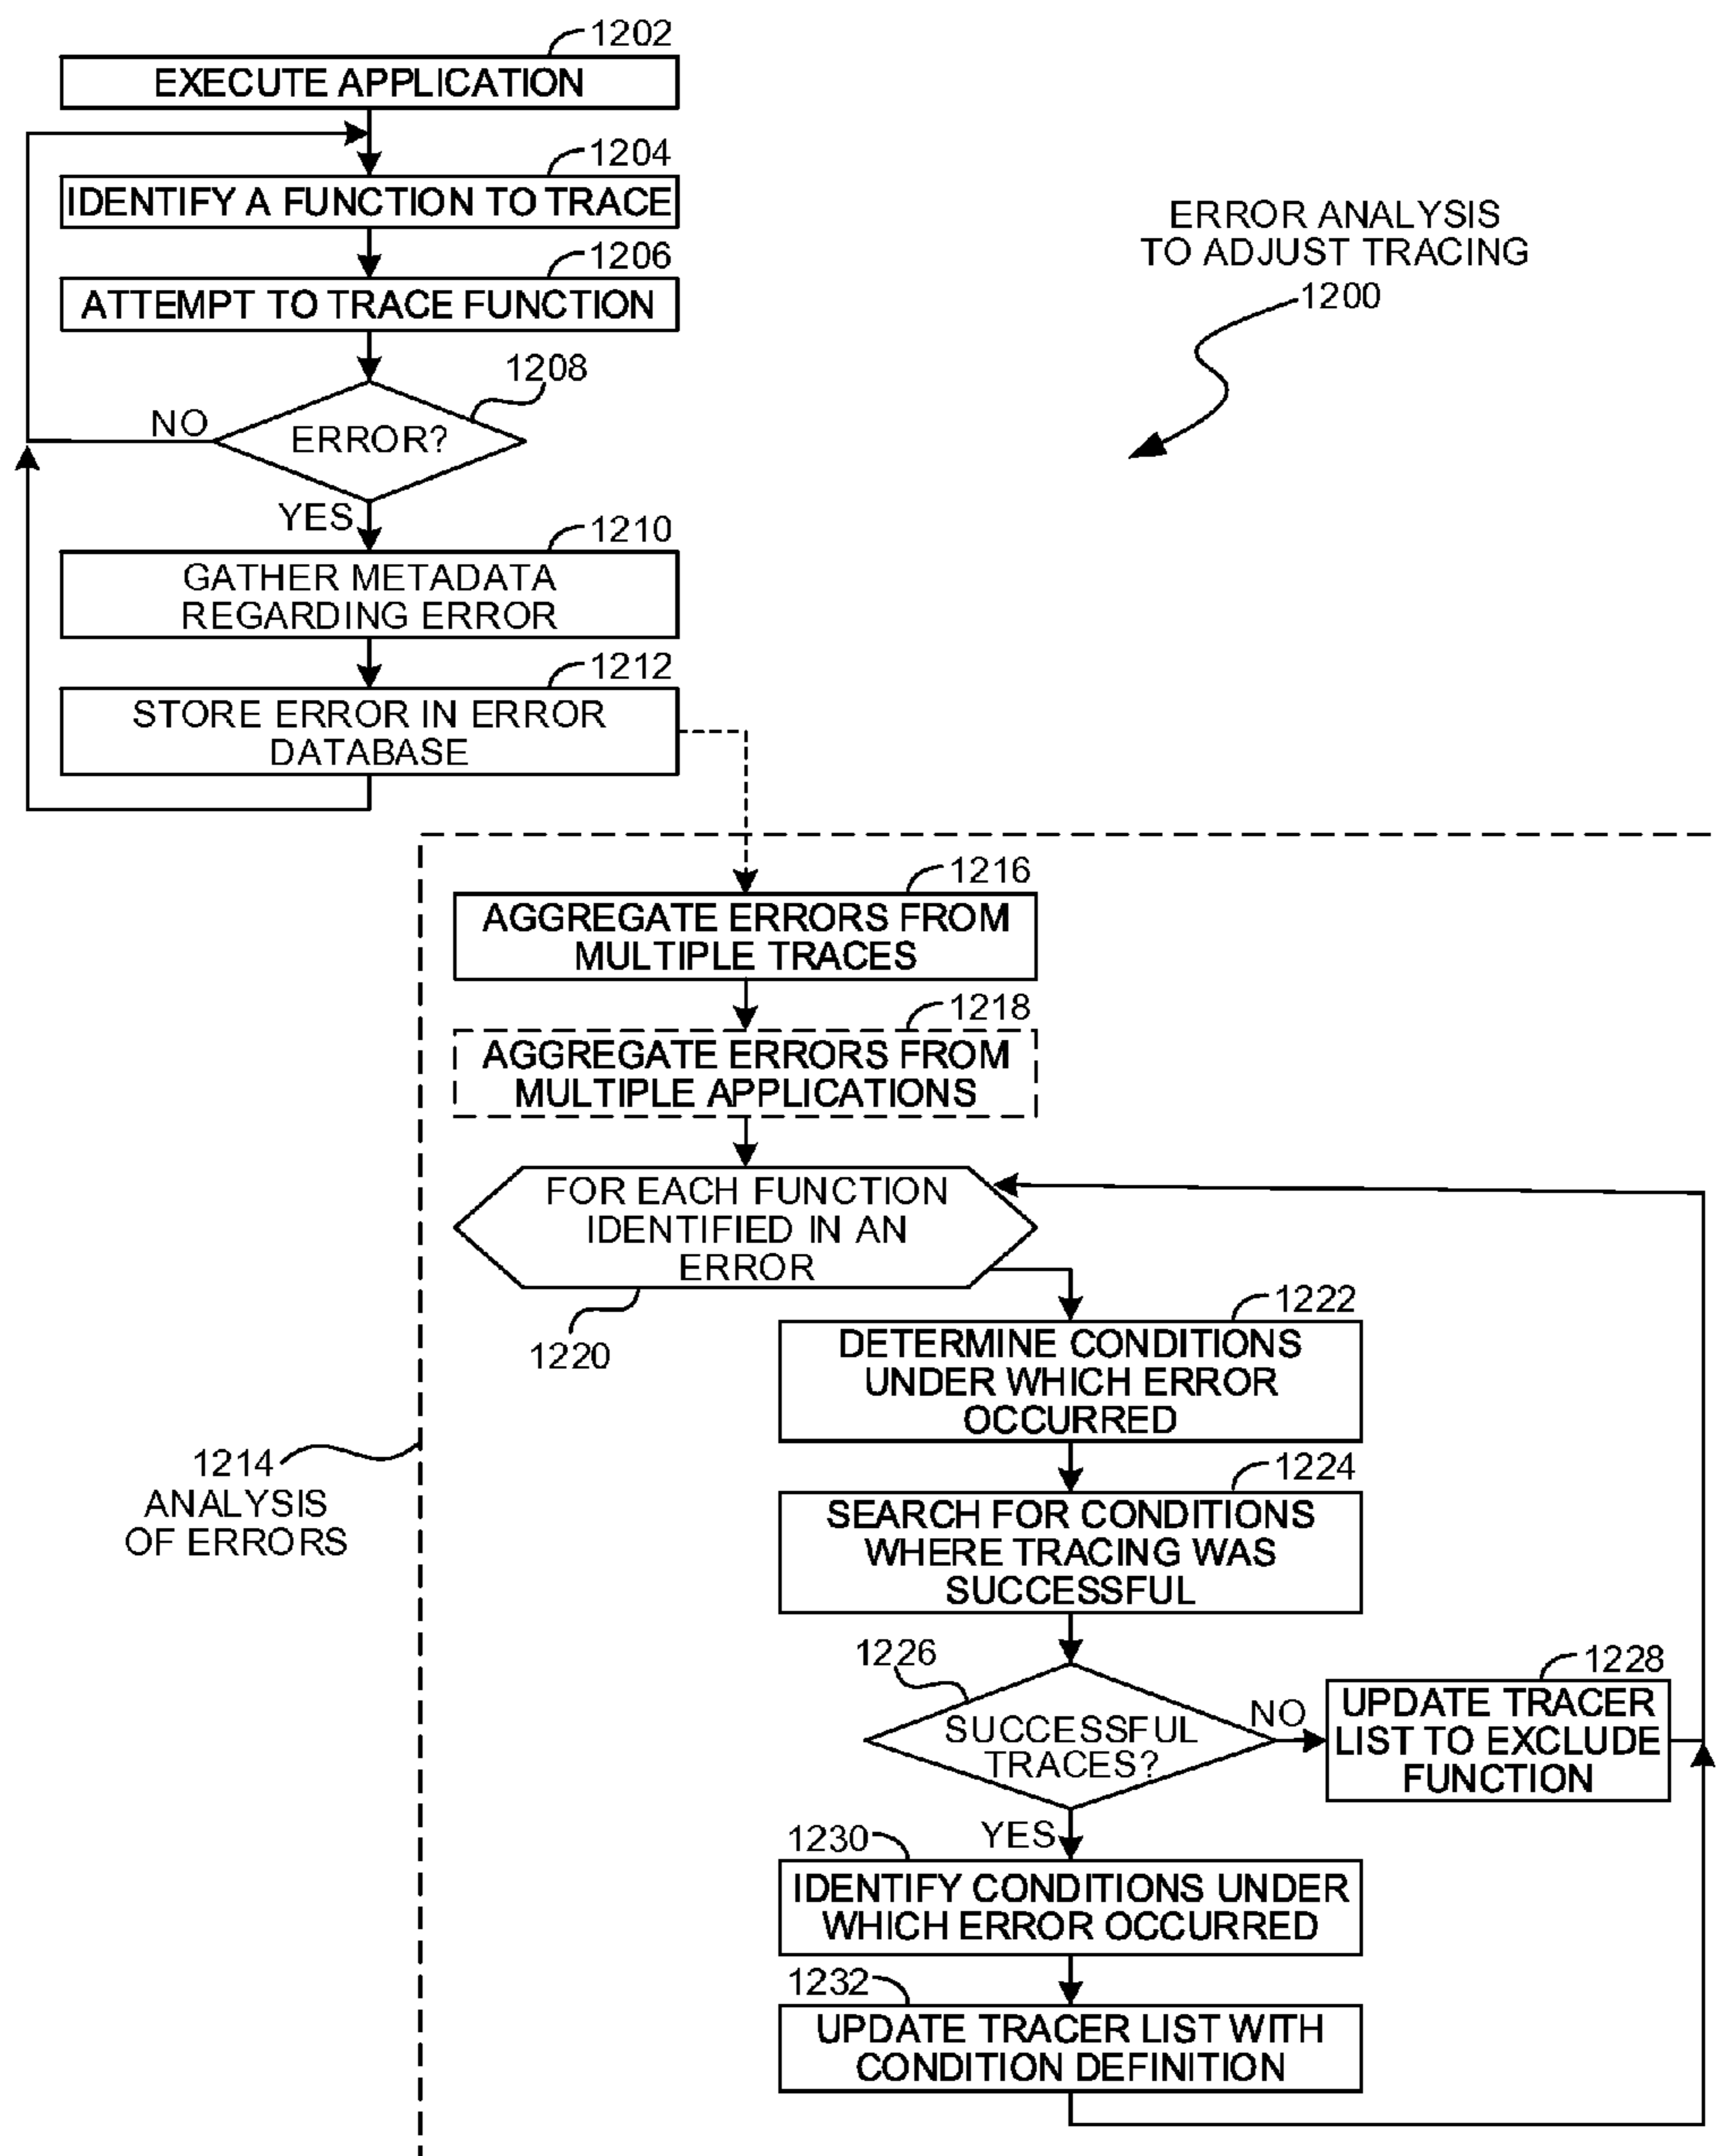 1202
EXECUTE APPLICATION
1204
IDENTIFY A FUNCTION TO TRACE
1206
ATTEMPT TO TRACE FUNCTION
1208
ERROR?
NO
YES
1210
GATHER METADATA
REGARDING ERROR
1212
STORE ERROR IN ERROR
DATABASE
ERROR ANALYSIS
TO ADJUST TRACING
1200
1214
ANALYSIS
OF ERRORS
1216
AGGREGATE ERRORS FROM
MULTIPLE TRACES
1218
AGGREGATE ERRORS FROM
MULTIPLE APPLICATIONS
FOR EACH FUNCTION
IDENTIFIED IN AN
ERROR
1220
1222
DETERMINE CONDITIONS
UNDER WHICH ERROR
OCCURRED
1224
SEARCH FOR CONDITIONS
WHERE TRACING WAS
SUCCESSFUL
1226
SUCCESSFUL
TRACES?
NO
1228
UPDATE TRACER
LIST TO EXCLUDE
FUNCTION
YES
1230
IDENTIFY CONDITIONS UNDER
WHICH ERROR OCCURRED
1232
UPDATE TRACER LIST WITH
CONDITION DEFINITION